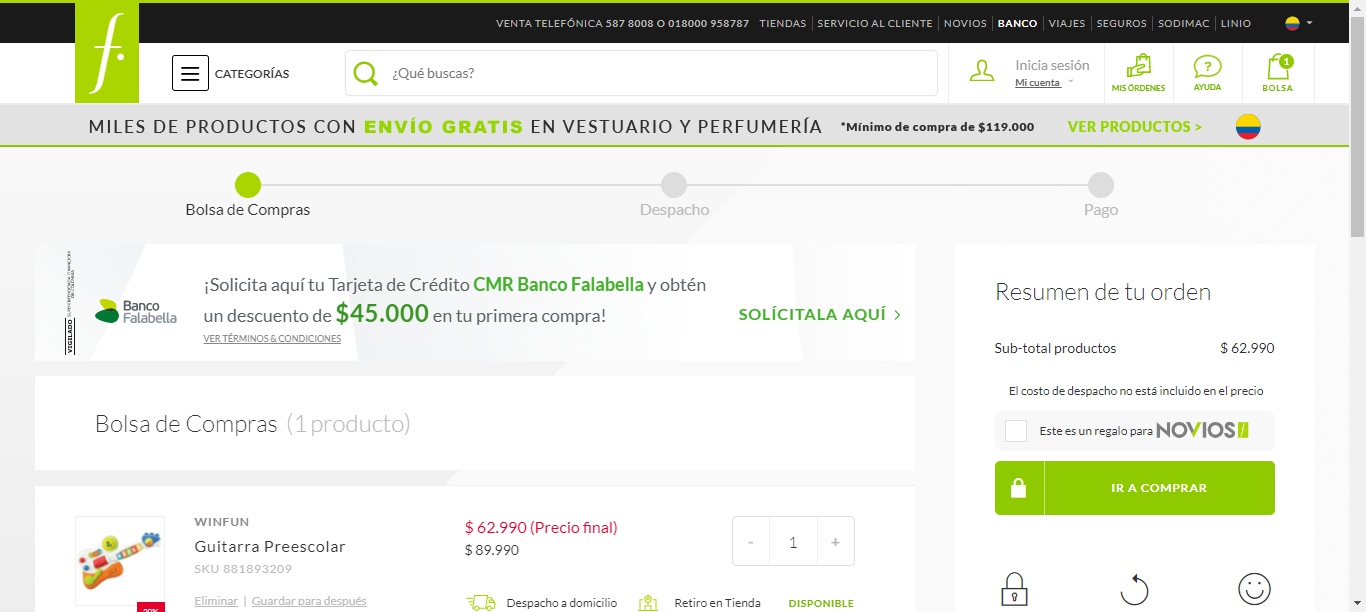 VENTA TELEFÓNICA 587 8008 O 018000 958787 TIENDAS SERVICIO AL CLIENTE NOVIOS BANCO VIAJES SEGUROS SODIMAC LINIO
f.
CATEGORÍAS
¿Qué buscas?
Inicia sesión
Mi cuenta
MIS ÓRDENES
AYUDA
1
BOLSA
MILES DE PRODUCTOS CON ENVÍO GRATIS EN VESTUARIO Y PERFUMERÍA *Mínimo de compra de $119.000 VER PRODUCTOS >
Bolsa de Compras
Despacho
Pago
VIGILADO
Banco
Falabella
¡Solicita aquí tu Tarjeta de Crédito CMR Banco Falabella y obtén
un descuento de $45.000 en tu primera compra!
VER TÉRMINOS & CONDICIONES
SOLÍCITALA AQUÍ >
Bolsa de Compras (1 producto)
WINFUN
Guitarra Preescolar
SKU 881893209
Eliminar | Guardar para después
$ 62.990 (Precio final)
$ 89.990
- 1 +
Despacho a domicilio
Retiro en Tienda
DISPONIBLE
Resumen de tu orden
Sub-total productos $ 62.990
El costo de despacho no está incluido en el precio
Este es un regalo para NOVIOS f
IR A COMPRAR